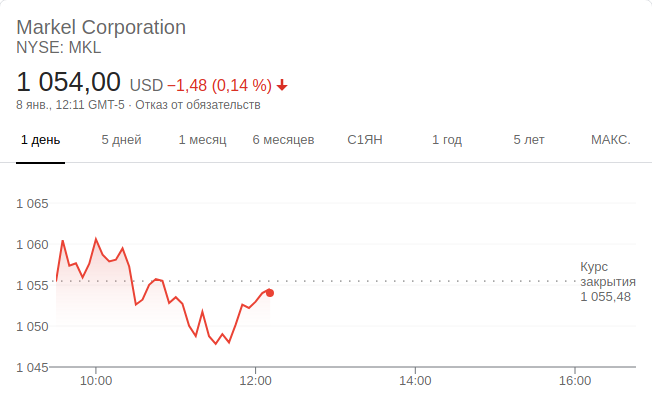 Markel Corporation
NYSE: MKL
1 054,00 USD −1,48 (0,14 %)
8 янв., 12:11 GMT-5 · Отказ от обязательств
1 день 5 дней 1 месяц 6 месяцев С1ЯН 1 год 5 лет МАКС.
1 065
1 060
1 055
1 050
1 045
Курс
закрытия
1 055,48
10:00 12:00 14:00 16:00